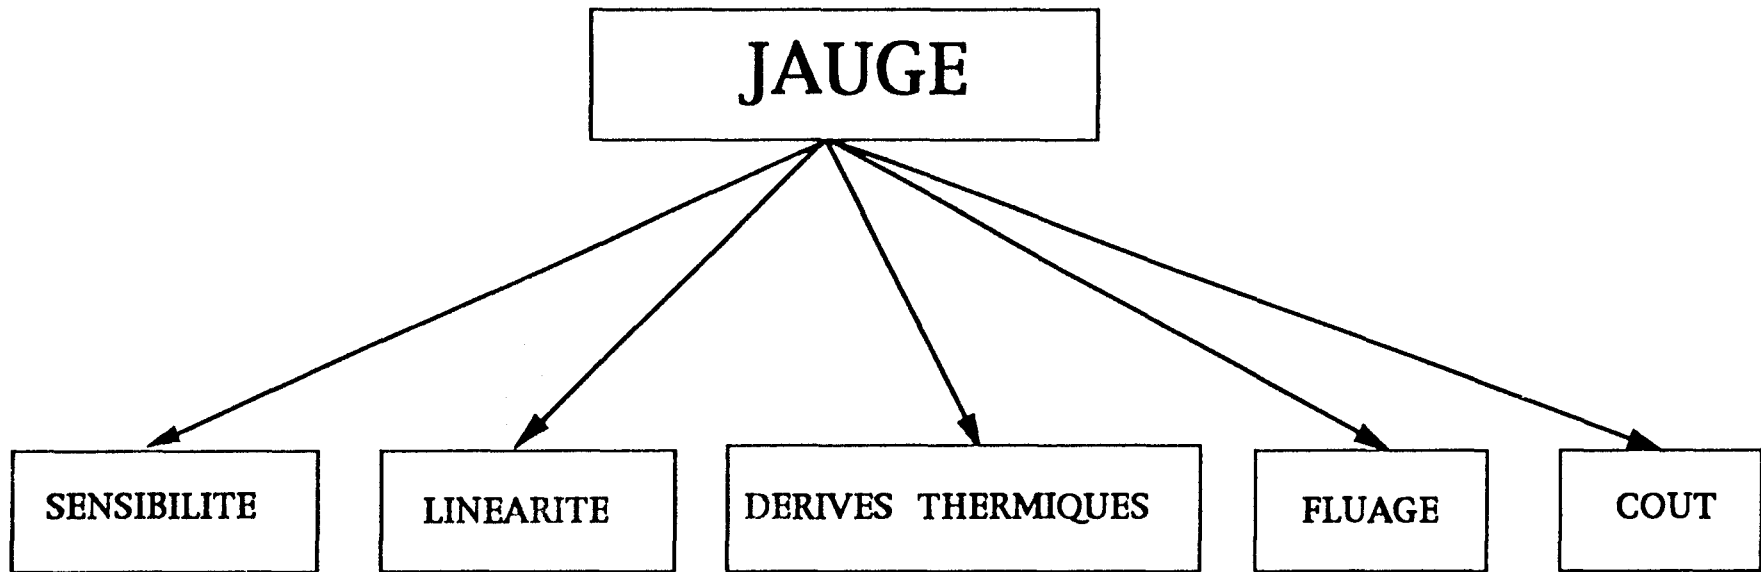 JAUGE
SENSIBILITE
LINEARITE
DERIVES THERMIQUES
FLUAGE
COUT